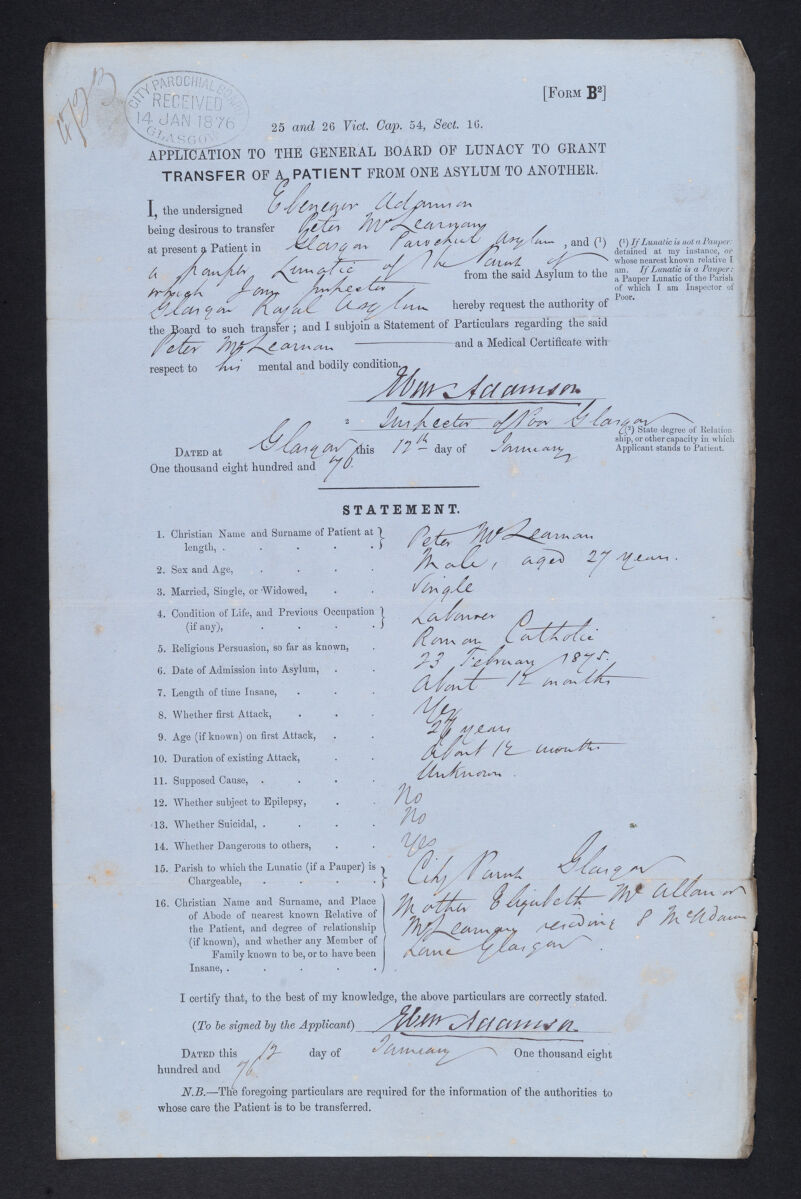 473
CITY PAROCHIAL BOARD
RECEIVED
14 JAN 1876
GLASGOW
[FORM B²]
25 and 26 Vict. Cap. 54, Sect. 16.
APPLICATION TO THE GENERAL BOARD OF LUNACY TO GRANT
TRANSFER OF A PATIENT FROM ONE ASYLUM TO ANOTHER.
I, the undersigned Ebenezer Adamson
being desirous to transfer Peter McLearnan
at present a Patient in Glasgow Parochial Asylum, and (¹)
a pauper Lunatic of the Parish of from the said Asylum to the
which I am Inspector
Glasgow Royal Asylum hereby request the authority of
the Board to such transfer; and I subjoin a Statement of Particulars regarding the said
Peter McLearnan and a Medical Certificate with
respect to his mental and bodily condition.
(¹) If Lunatic is not a Pauper:
detained at my instance, or
whose nearest known relative I
am. If Lunatic is a Pauper:
a Pauper Lunatic of the Parish
of which I am Inspector of
Poor.
Eben Adamson
² Inspector of Poor Glasgow
(²) State degree of Relation
ship, or other capacity in which
Applicant stands to Patient.
DATED at Glasgow this 12th day of January
One thousand eight hundred and 76.
STATEMENT.
1. Christian Name and Surname of Patient at length, . . . . . Peter McLearnan
2. Sex and Age, . . . . Male, aged 27 years.
3. Married, Single, or Widowed, . . Single
4. Condition of Life, and Previous Occupation (if any), . . . . Labourer
5. Religious Persuasion, so far as known, . Roman Catholic
6. Date of Admission into Asylum, . . 23 February 1875.
7. Length of time Insane, . . . About 12 months
8. Whether first Attack, . . . Yes
9. Age (if known) on first Attack, . . 26 years
10. Duration of existing Attack, . . About 12 months
11. Supposed Cause, . . . . Unknown.
12. Whether subject to Epilepsy, . . No
13. Whether Suicidal, . . . . No
14. Whether Dangerous to others, . . Yes
15. Parish to which the Lunatic (if a Pauper) is Chargeable, . . . . City Parish Glasgow
16. Christian Name and Surname, and Place
of Abode of nearest known Relative of
the Patient, and degree of relationship
(if known), and whether any Member of
Family known to be, or to have been
Insane, . . . . .
Mother Elizabeth McAllan or
McLearnan residing 8 McAdam
Lane Glasgow.
I certify that, to the best of my knowledge, the above particulars are correctly stated.
(To be signed by the Applicant) Eben Adamson
DATED this 12 day of January One thousand eight
hundred and 76
N.B.—The foregoing particulars are required for the information of the authorities to
whose care the Patient is to be transferred.